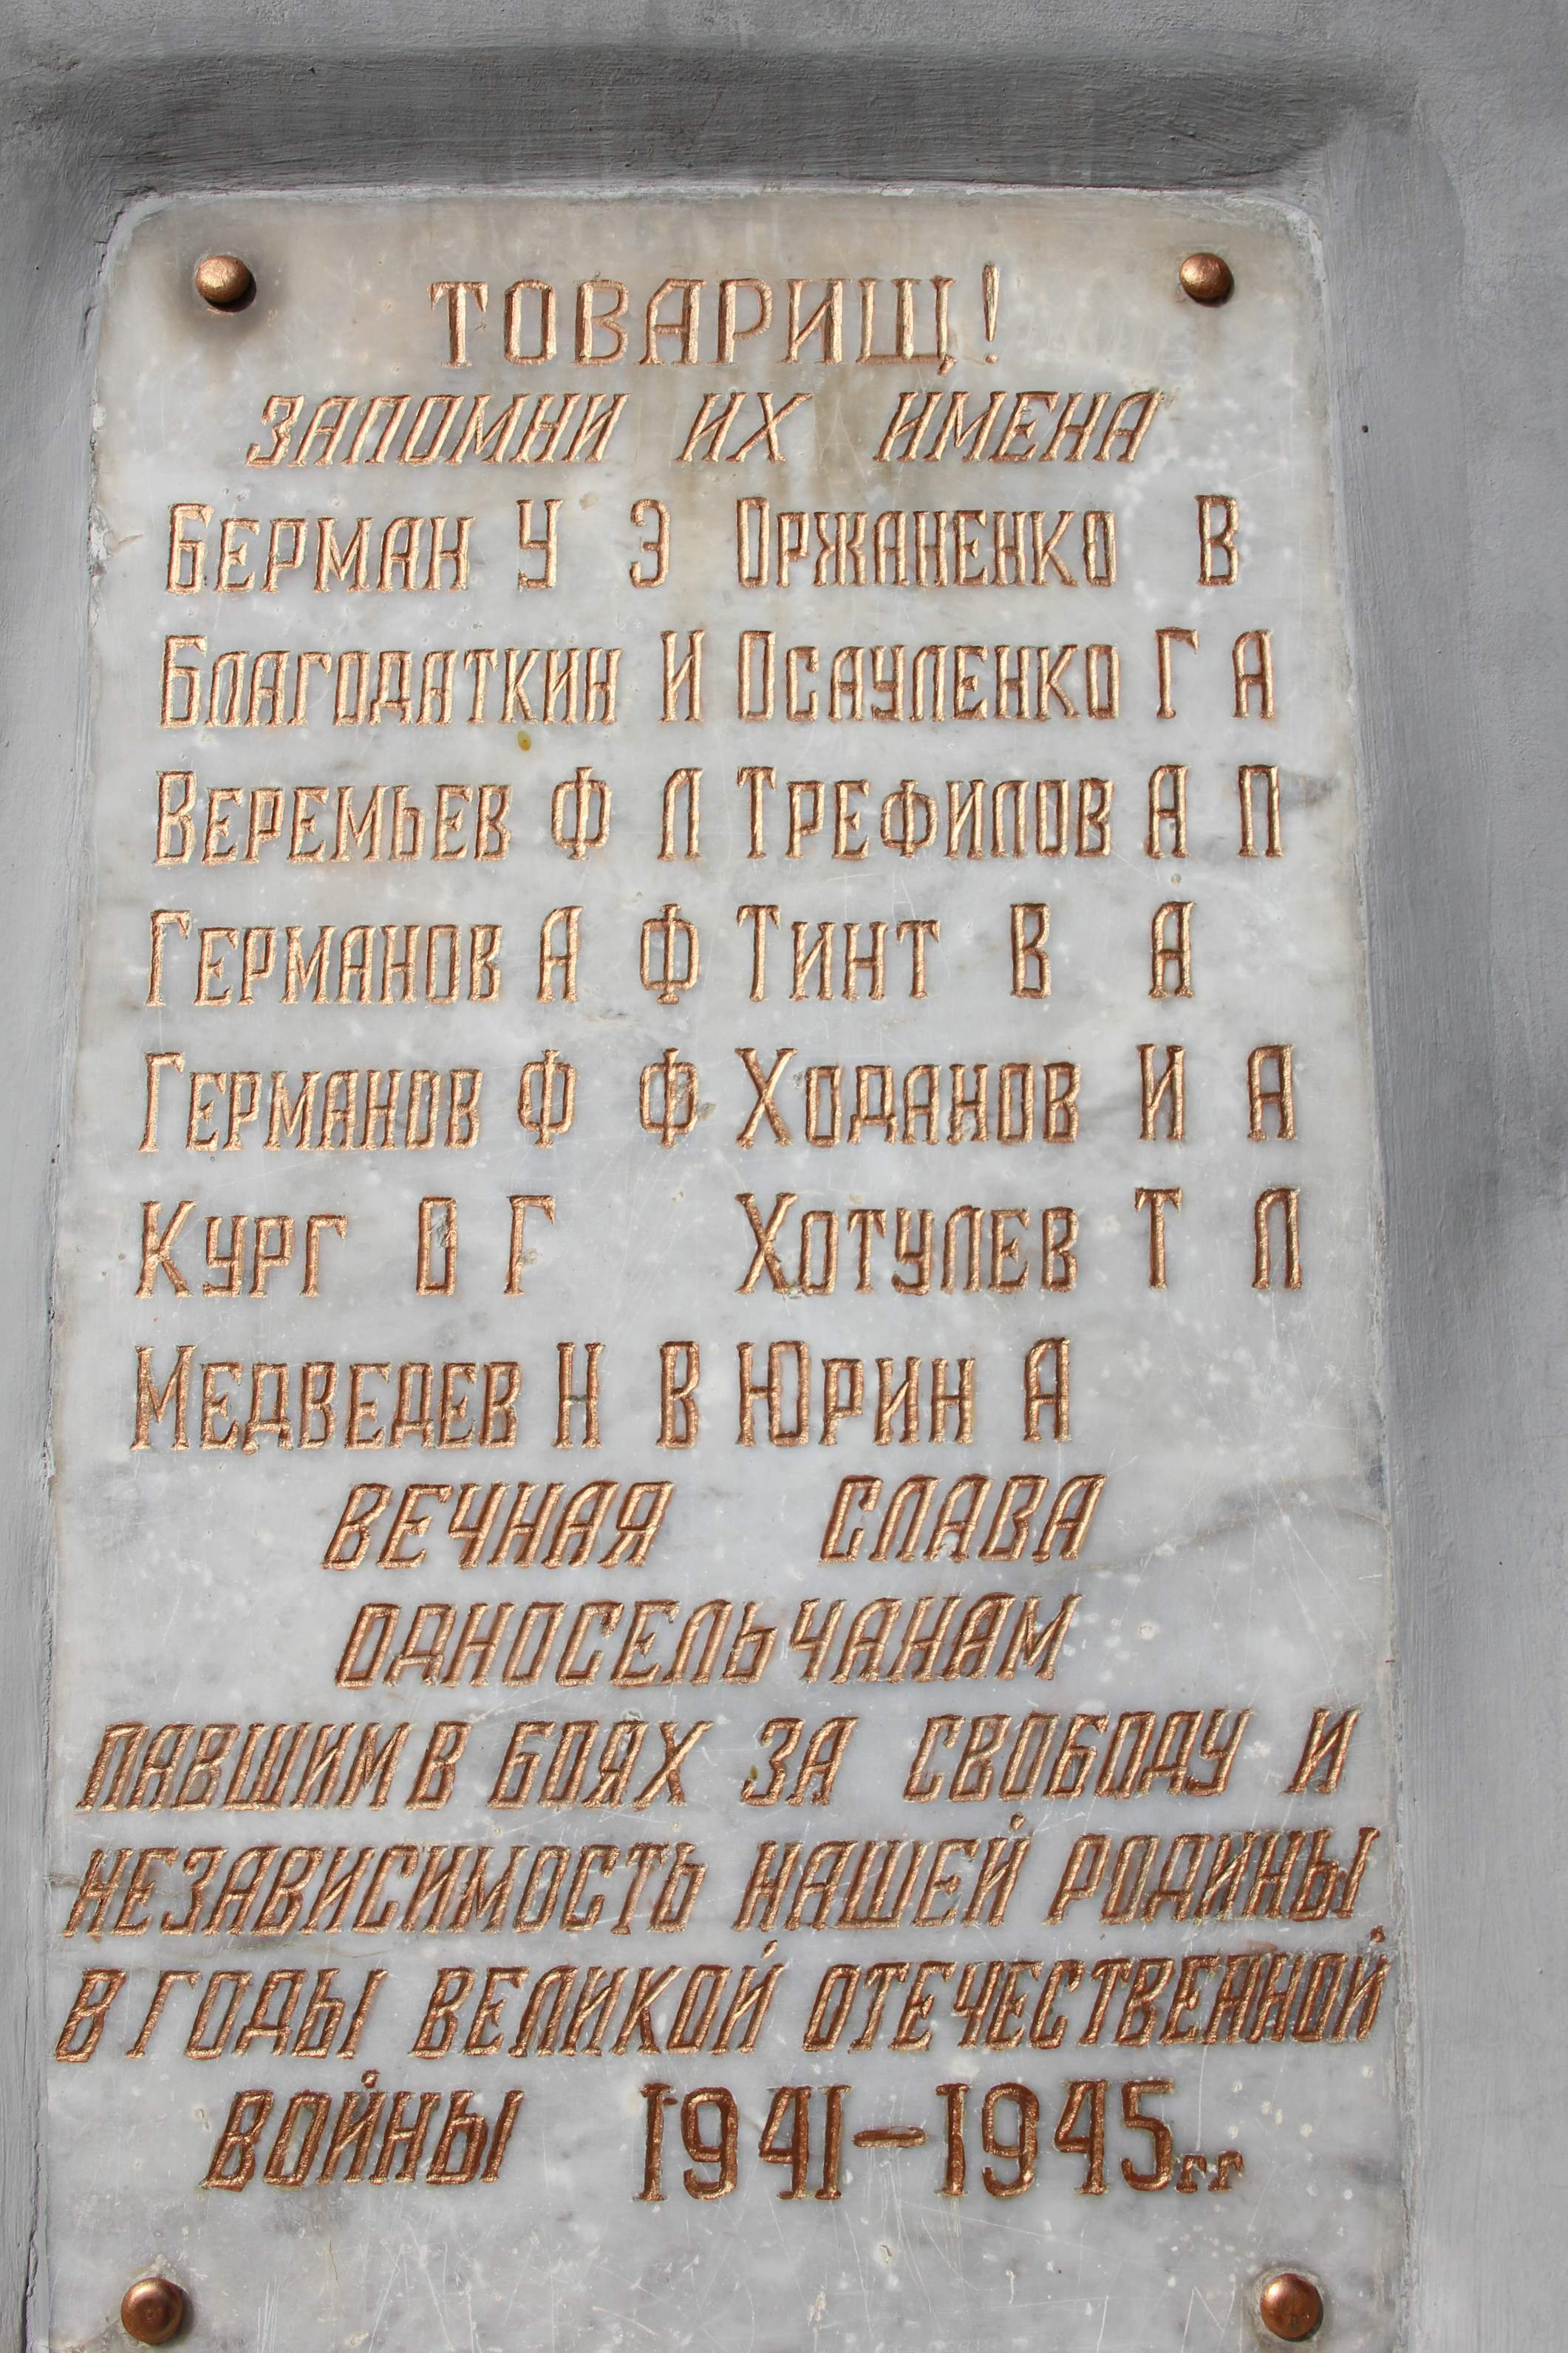 ТОВАРИЩ!
ЗАПОМНИ ИХ ИМЕНА
БЕРМАН У Э ОРЖАНЕНКО В
БЛАГОДАТКИН И ОСАУЛЕНКО Г А
ВЕРЕМЬЕВ Ф Л ТРЕФИЛОВ А П
ГЕРМАНОВ А Ф ТИНТ В А
ГЕРМАНОВ Ф Ф ХОДАНОВ И А
КУРГ О Г ХОТУЛЕВ Т Л
МЕДВЕДЕВ Н В ЮРИН А
ВЕЧНАЯ СЛАВА
ОДНОСЕЛЬЧАНАМ
ПАВШИМ В БОЯХ ЗА СВОБОДУ И
НЕЗАВИСИМОСТЬ НАШЕЙ РОДИНЫ
В ГОДЫ ВЕЛИКОЙ ОТЕЧЕСТВЕННОЙ
ВОЙНЫ 1941-1945гг